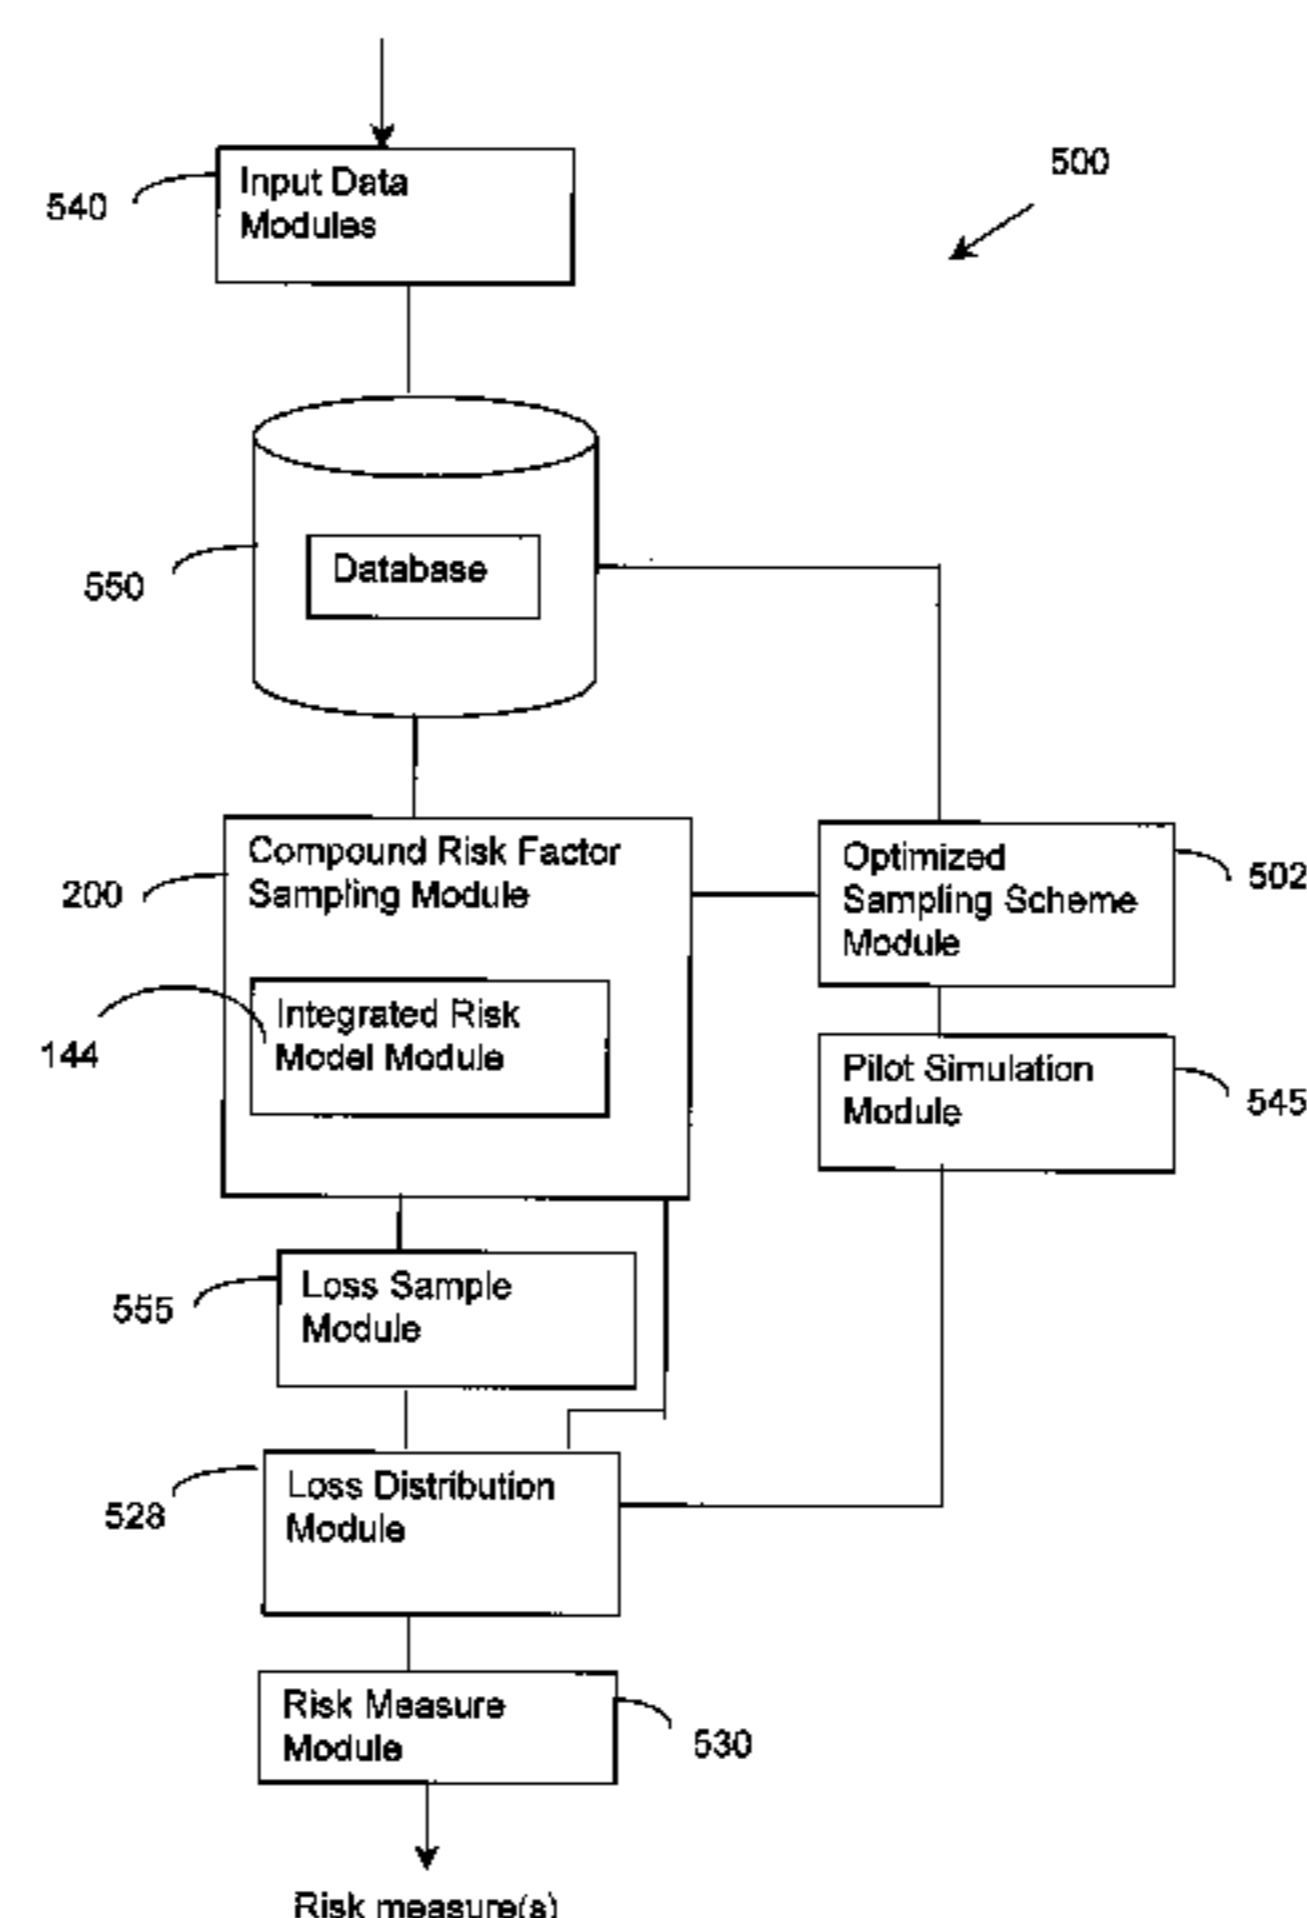 500
540
Input Data
Modules
550
Database
200
Compound Risk Factor
Sampling Module
Optimized
Sampling Scheme
Module
502
144
Integrated Risk
Model Module
Pilot Simulation
Module
545
555
Loss Sample
Module
528
Loss Distribution
Module
Risk Measure
Module
530
Risk measure(s)